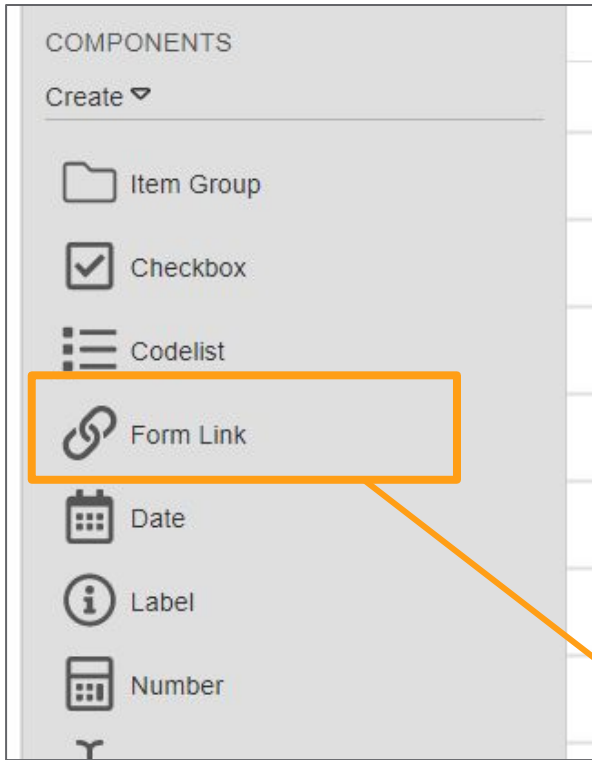 COMPONENTS
Create
Item Group
Checkbox
Codelist
Form Link
Date
Label
Number